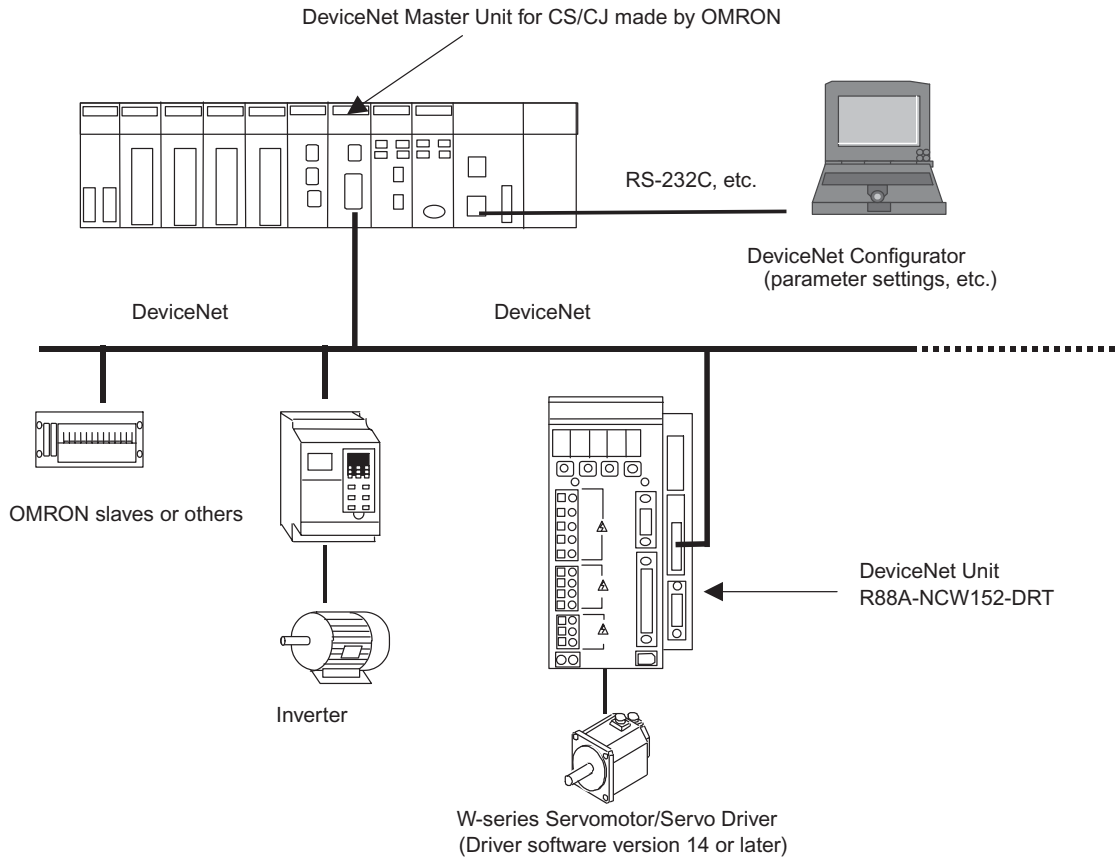 DeviceNet Master Unit for CS/CJ made by OMRON
RS-232C, etc.
DeviceNet Configurator
(parameter settings, etc.)
DeviceNet
DeviceNet
OMRON slaves or others
DeviceNet Unit
R88A-NCW152-DRT
Inverter
W-series Servomotor/Servo Driver
(Driver software version 14 or later)